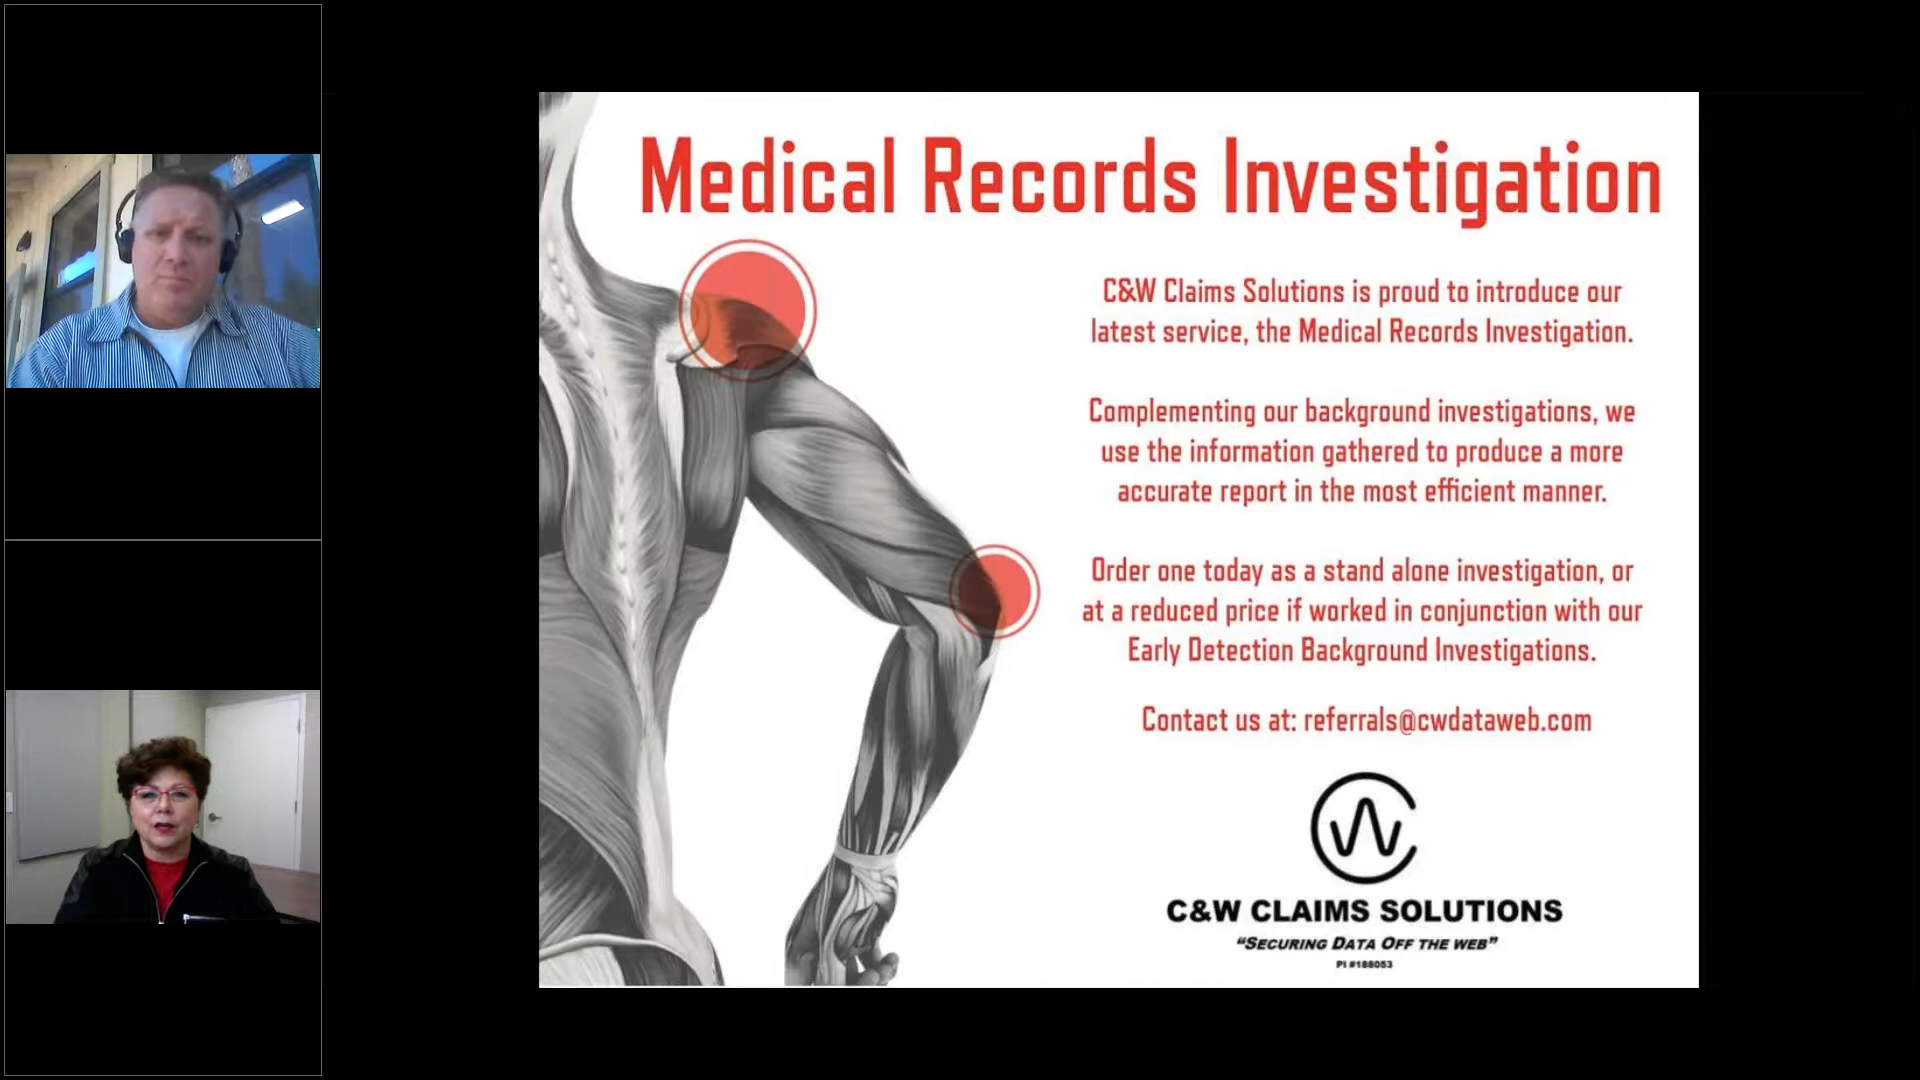 Medical Records Investigation
C&W Claims Solutions is proud to introduce our
latest service, the Medical Records Investigation.
Complementing our background investigations, we
use the information gathered to produce a more
accurate report in the most efficient manner.
Order one today as a stand alone investigation, or
at a reduced price if worked in conjunction with our
Early Detection Background Investigations.
Contact us at: referrals@cwdataweb.com
CW
C&W CLAIMS SOLUTIONS
"SECURING DATA OFF THE WEB"
PI #188053